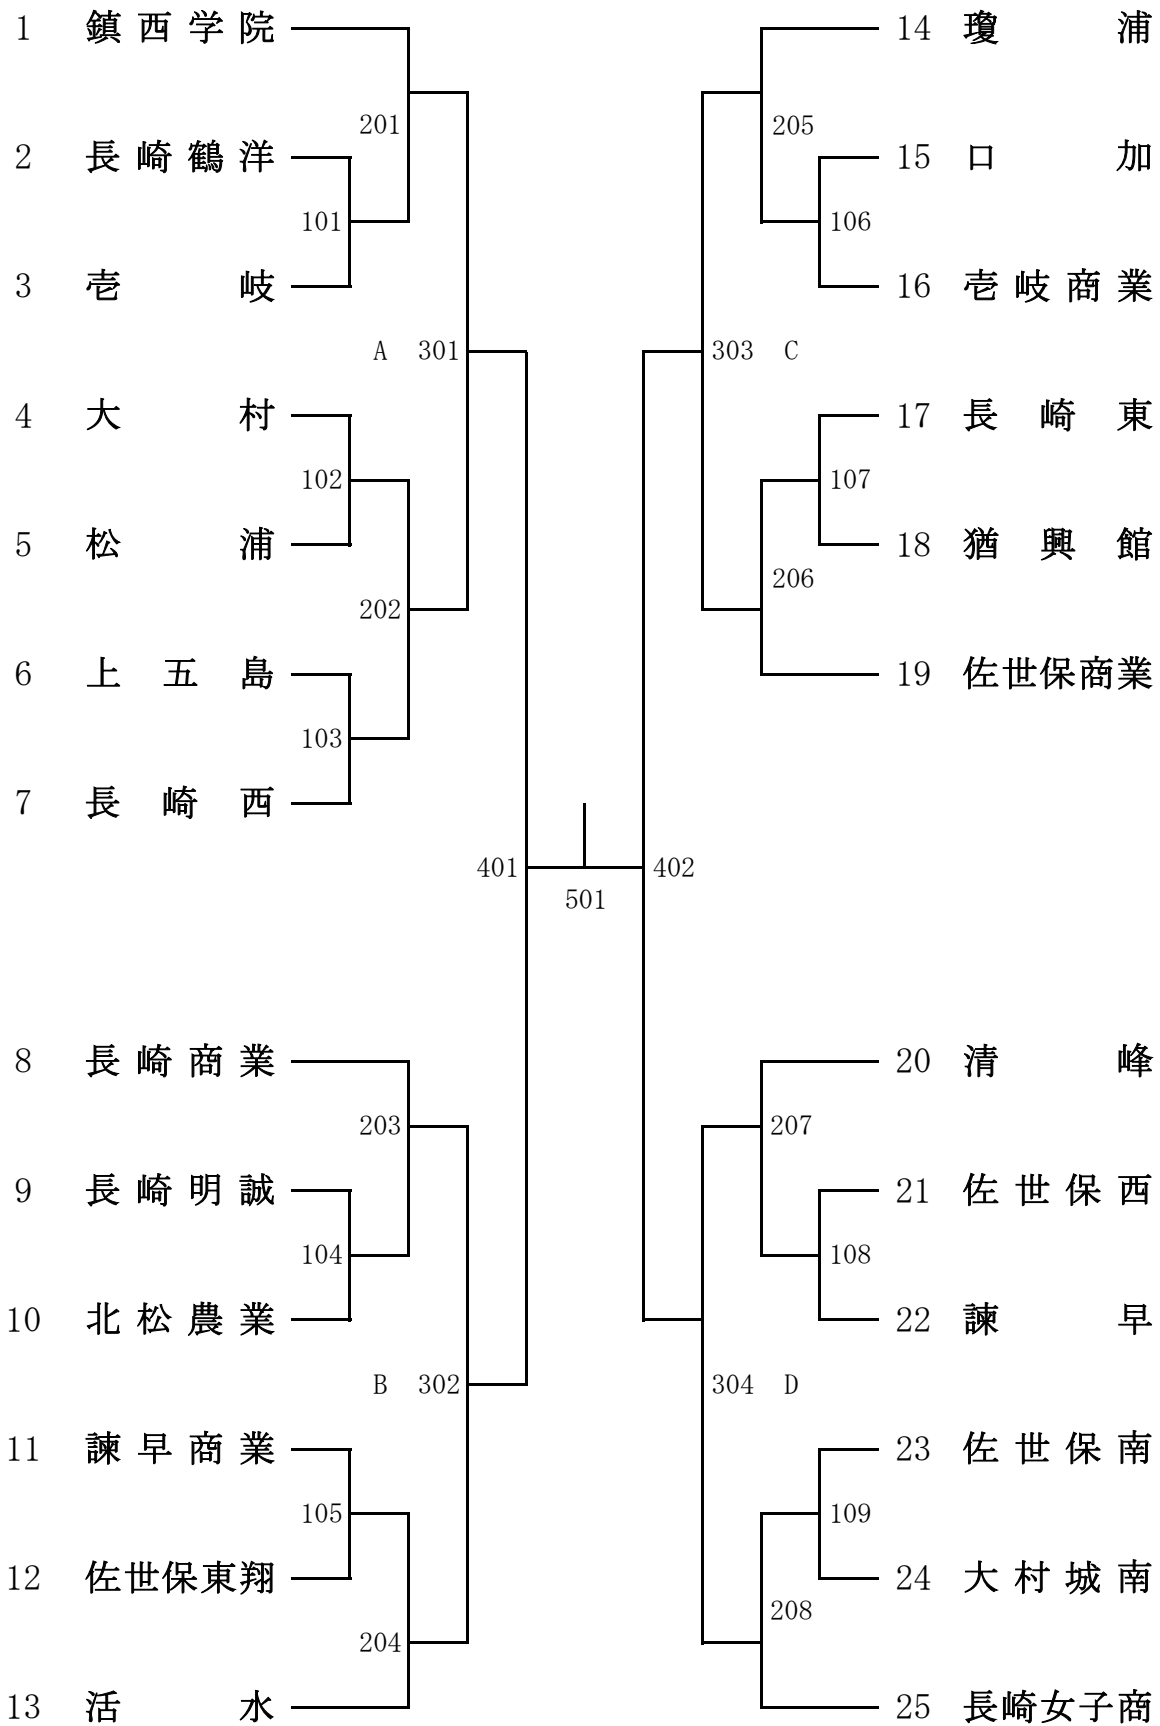 1 鎮西学院
201
2 長崎鶴洋
101
3 壱岐
A 301
4 大村
102
5 松浦
202
6 上五島
103
7 長崎西
401
501
8 長崎商業
203
9 長崎明誠
104
10 北松農業
B 302
11 諫早商業
105
12 佐世保東翔
204
13 活水
14 瓊浦
205
15 口加
106
16 壱岐商業
303 C
17 長崎東
107
18 猶興館
206
19 佐世保商業
402
20 清峰
207
21 佐世保西
108
22 諫早
304 D
23 佐世保南
109
24 大村城南
208
25 長崎女子商